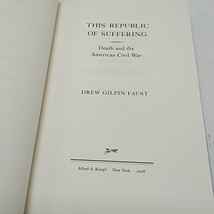 THIS REPUBLIC
OF SUFFERING
Death and the
American Civil War
DREW GILPIN FAUST
Alfred A. Knopf New York 2008